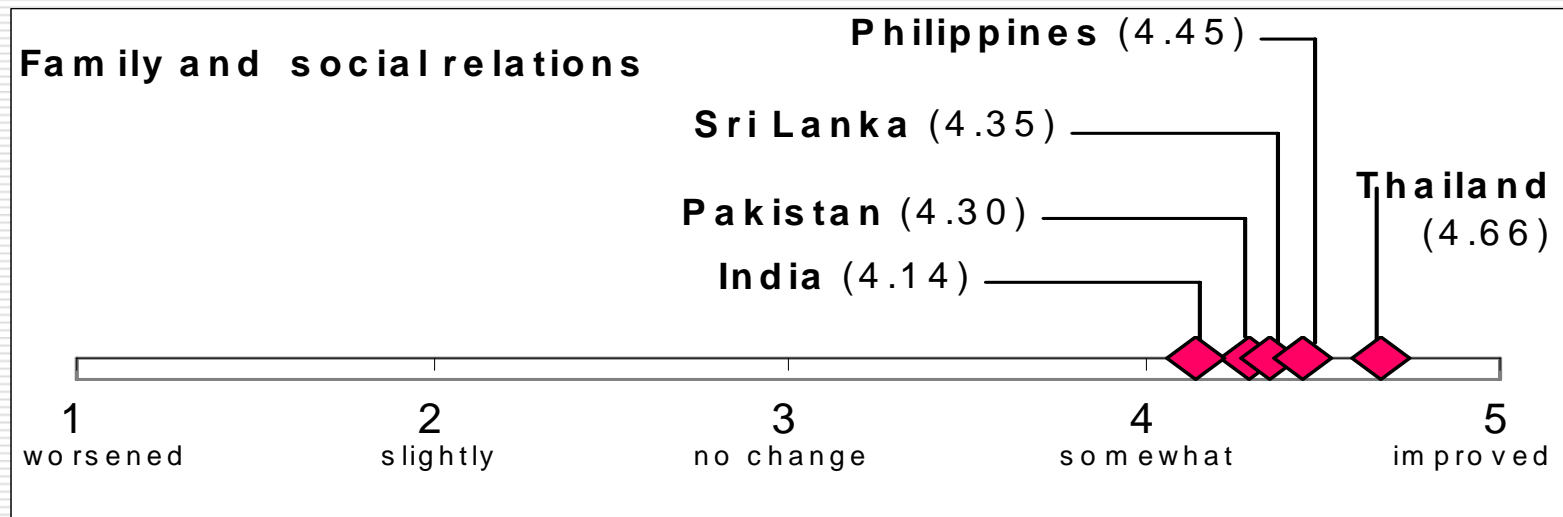 Family and social relations
Philippines (4.45)
Sri Lanka (4.35)
Pakistan (4.30)
India (4.14)
Thailand
(4.66)
1 2 3 4 5
worsened slightly no change somewhat improved